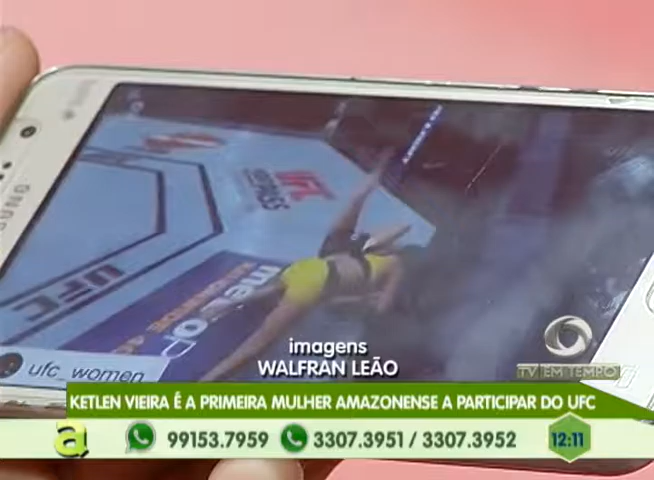 UFC
UFC
ufc_women
imagens
WALFRAN LEÃO
TV EM TEMPO
KETLEN VIEIRA É A PRIMEIRA MULHER AMAZONENSE A PARTICIPAR DO UFC
a 99153.7959 3307.3951 / 3307.3952 12:11